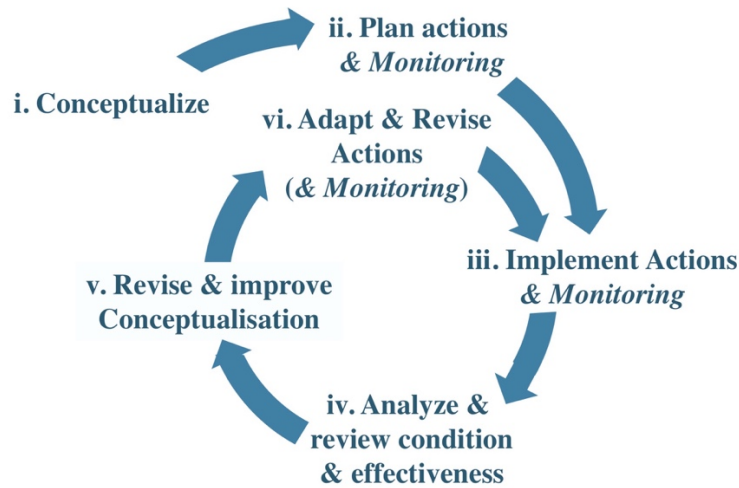 i. Conceptualize
ii. Plan actions
& Monitoring
iii. Implement Actions
& Monitoring
iv. Analyze &
review condition
& effectiveness
v. Revise & improve
Conceptualisation
vi. Adapt & Revise
Actions
(& Monitoring)